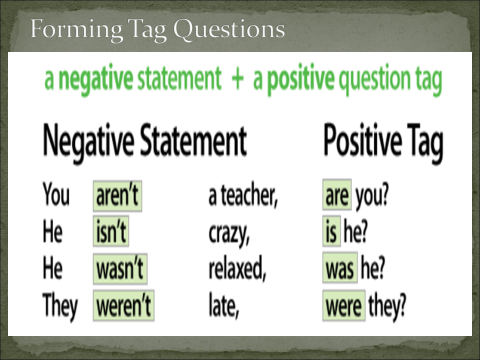 Forming Tag Questions
a negative statement + a positive question tag
Negative Statement Positive Tag
You aren't a teacher, are you?
He isn't crazy, is he?
He wasn't relaxed, was he?
They weren't late, were they?